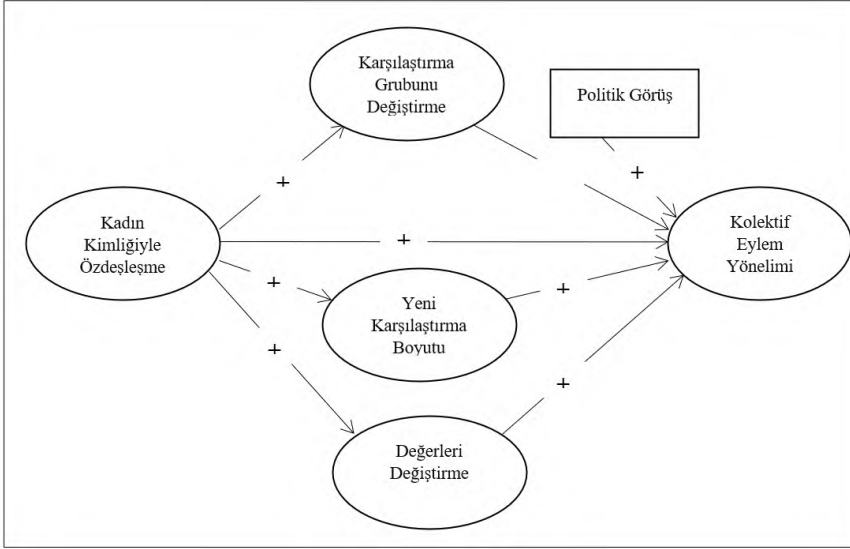 Karşılaştırma
Grubunu
Değiştirme
Politik Görüş
+
+
Kadın
Kimliğiyle
Özdeşleşme
+
Kolektif
Eylem
Yönelimi
+
Yeni
Karşılaştırma
Boyutu
+
+
+
Değerleri
Değiştirme